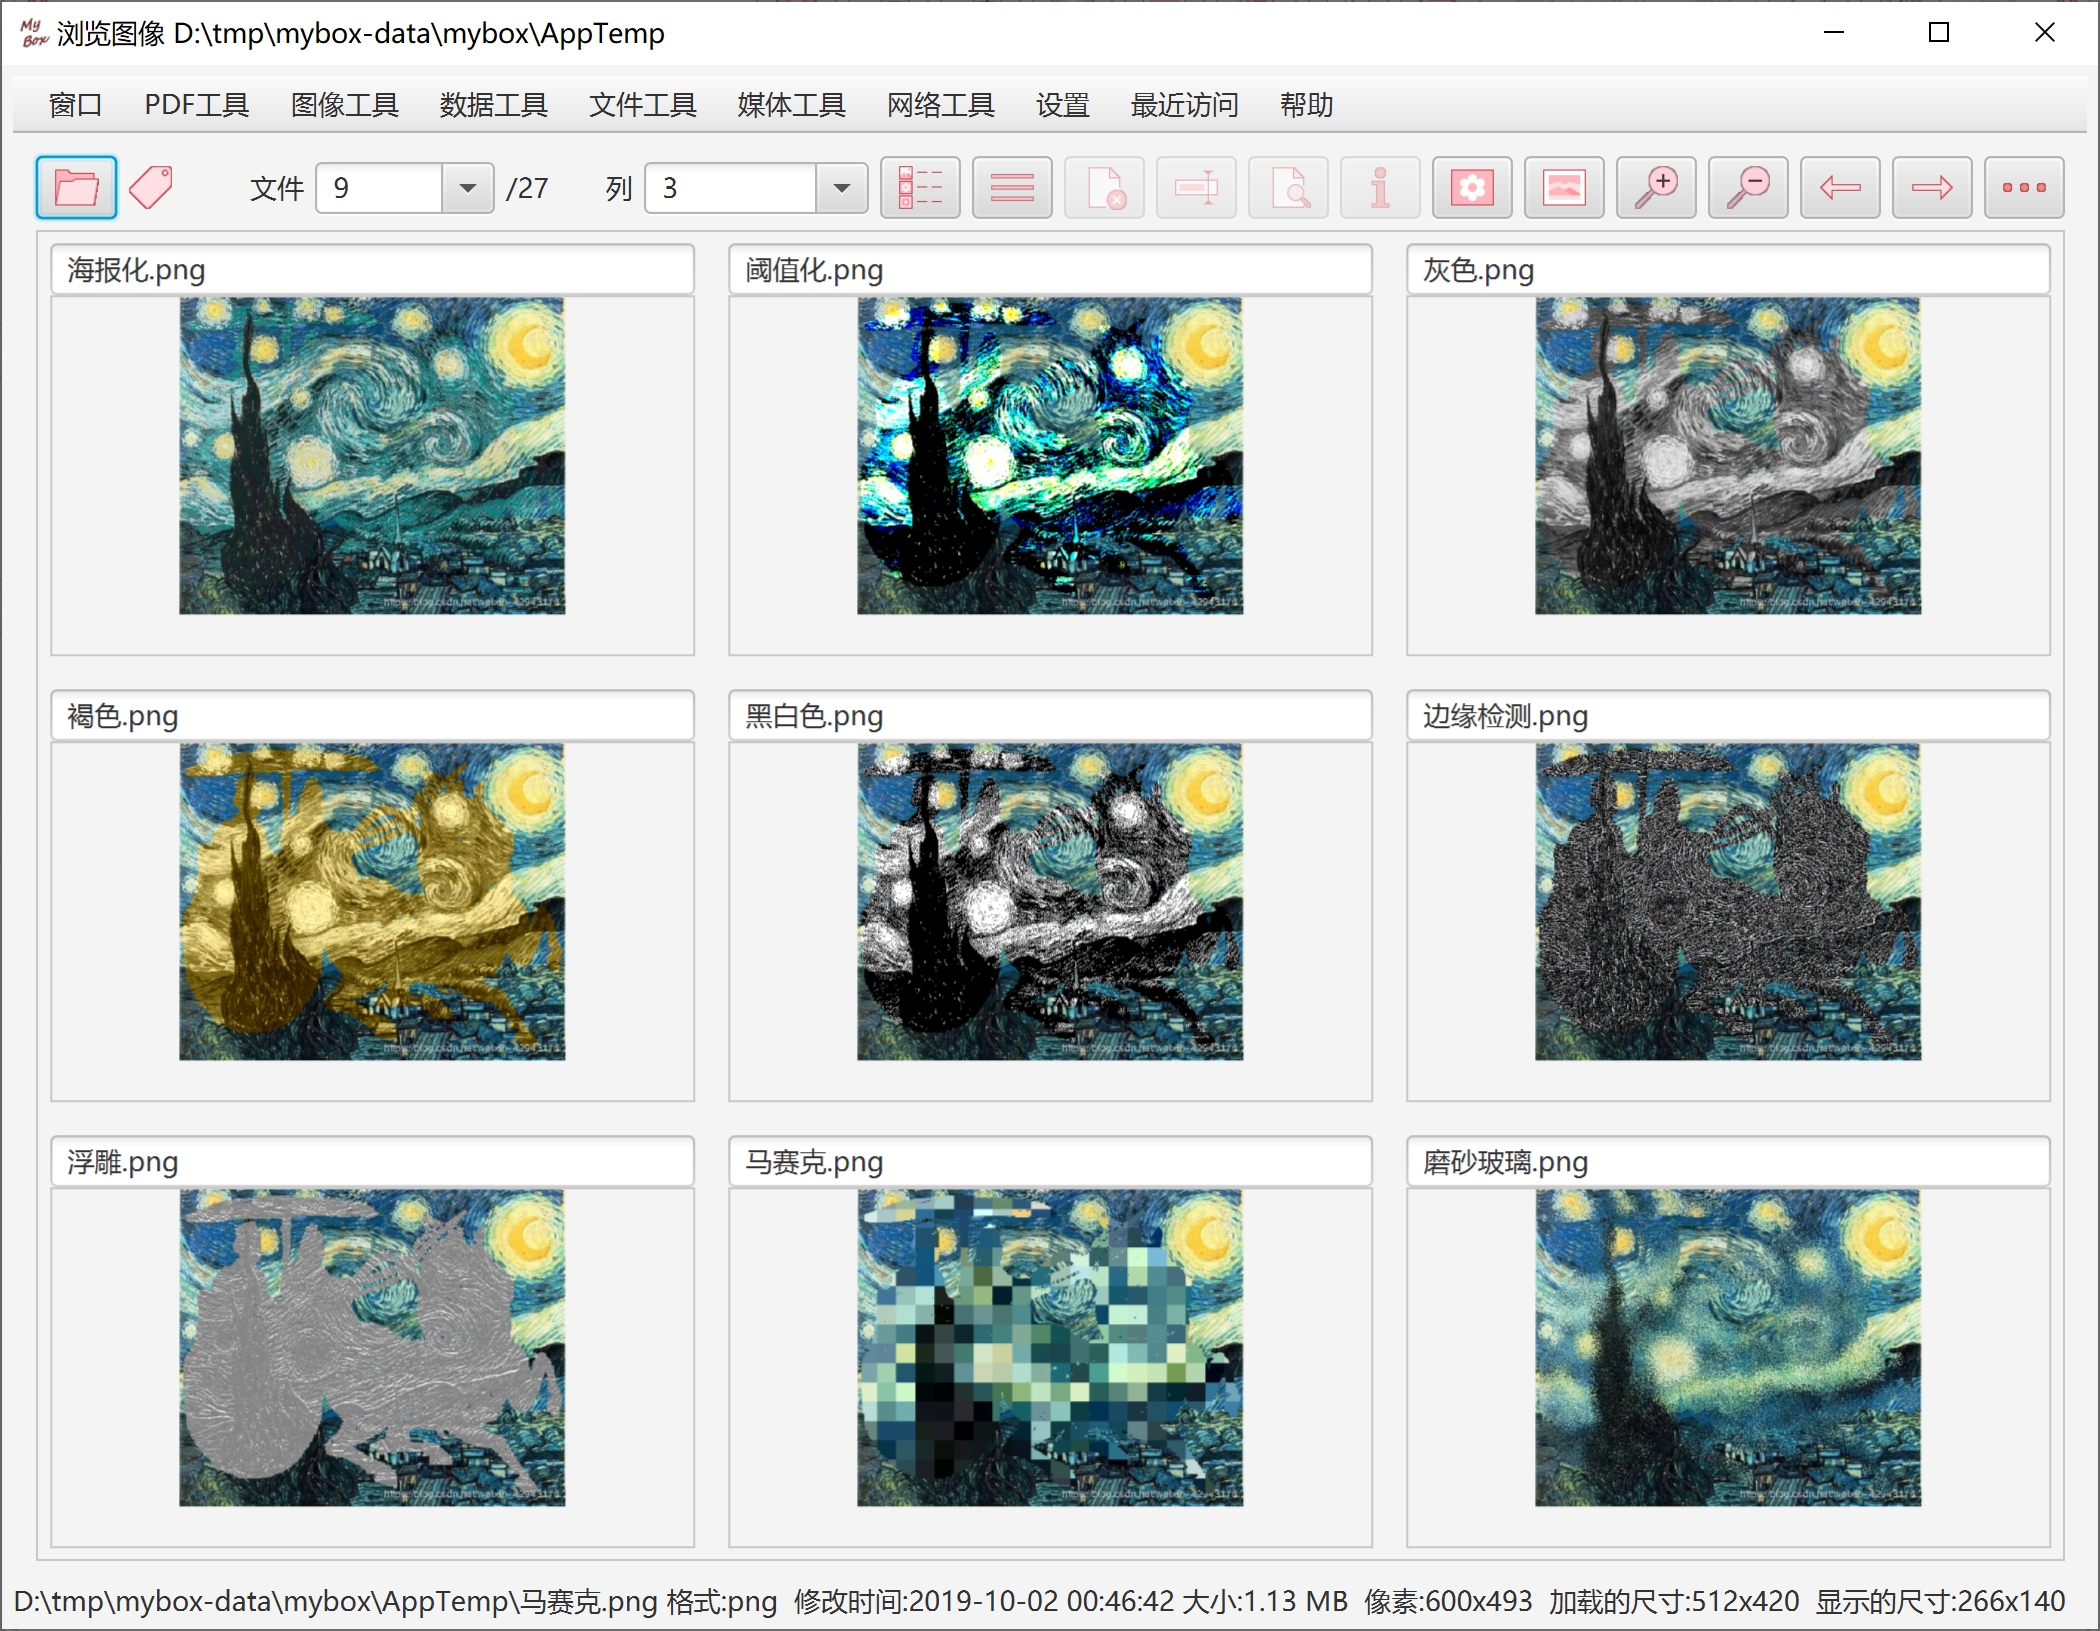 My Box 浏览图像 D:\tmp\mybox-data\mybox\AppTemp
窗口 PDF工具 图像工具 数据工具 文件工具 媒体工具 网络工具 设置 最近访问 帮助
文件 9 /27 列 3
海报化.png 阈值化.png 灰色.png
褐色.png 黑白色.png 边缘检测.png
浮雕.png 马赛克.png 磨砂玻璃.png
D:\tmp\mybox-data\mybox\AppTemp\马赛克.png 格式:png 修改时间:2019-10-02 00:46:42 大小:1.13 MB 像素:600x493 加载的尺寸:512x420 显示的尺寸:266x140